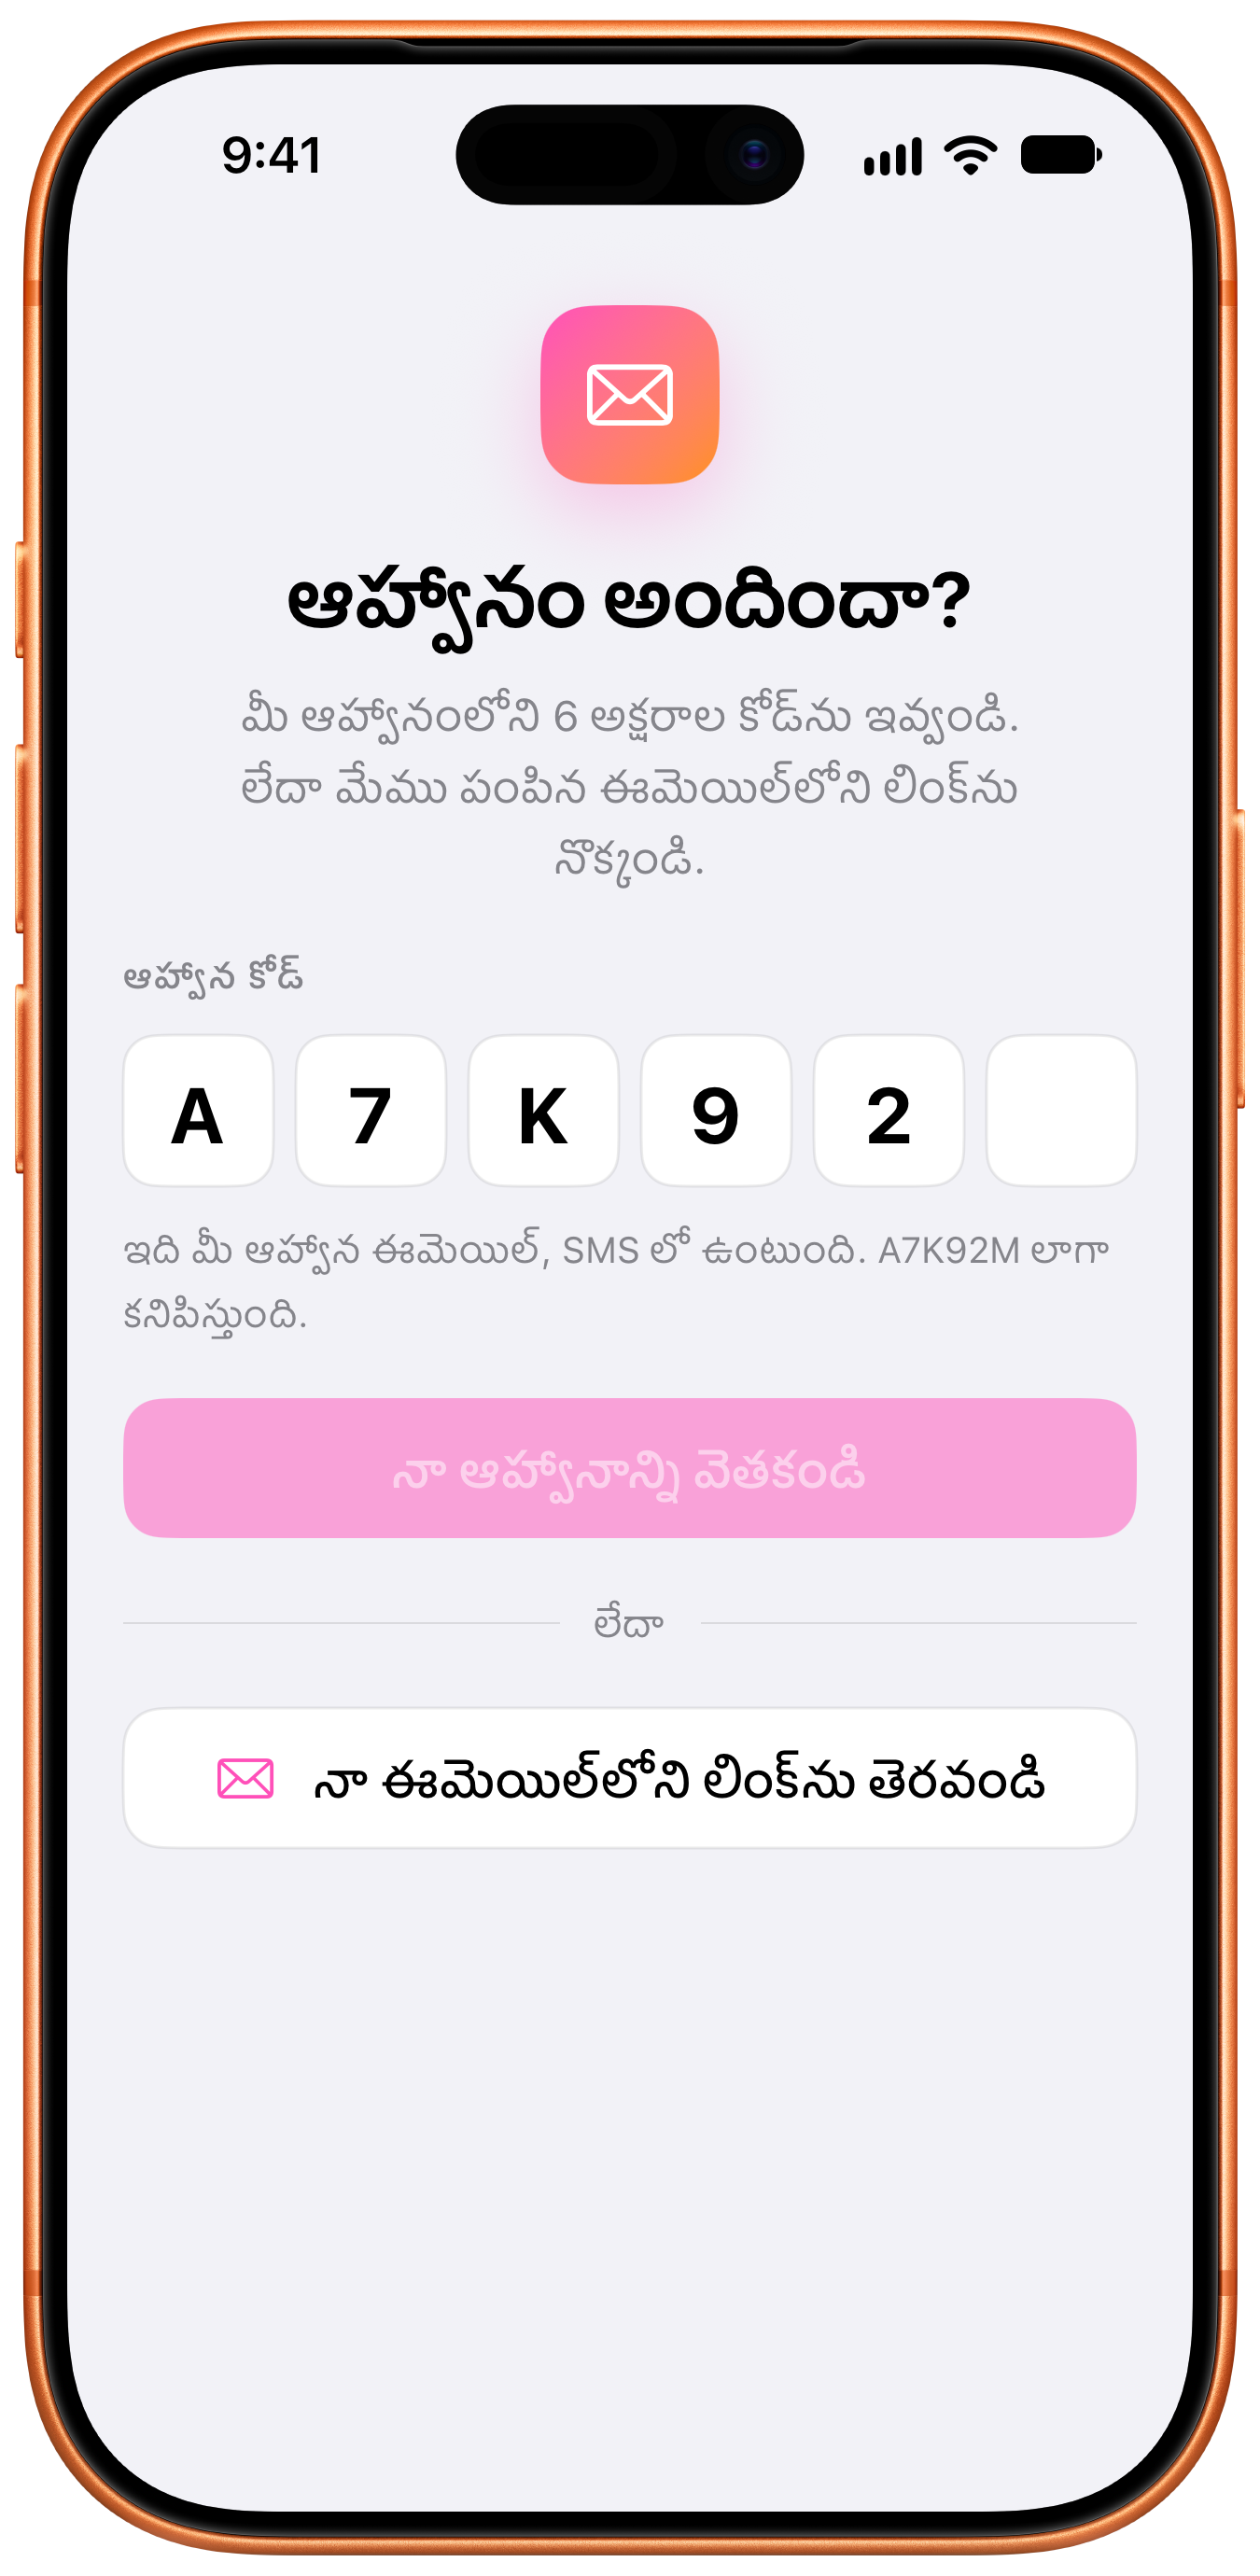 9:41
ఆహ్వానం అందిందా?
మీ ఆహ్వానంలోని 6 అక్షరాల కోడ్‌ను ఇవ్వండి.
లేదా మేము పంపిన ఈమెయిల్‌లోని లింక్‌ను
నొక్కండి.
ఆహ్వాన కోడ్
A 7 K 9 2
ఇది మీ ఆహ్వాన ఈమెయిల్, SMS లో ఉంటుంది. A7K92M లాగా
కనిపిస్తుంది.
నా ఆహ్వానాన్ని వెతకండి
లేదా
నా ఈమెయిల్‌లోని లింక్‌ను తెరవండి